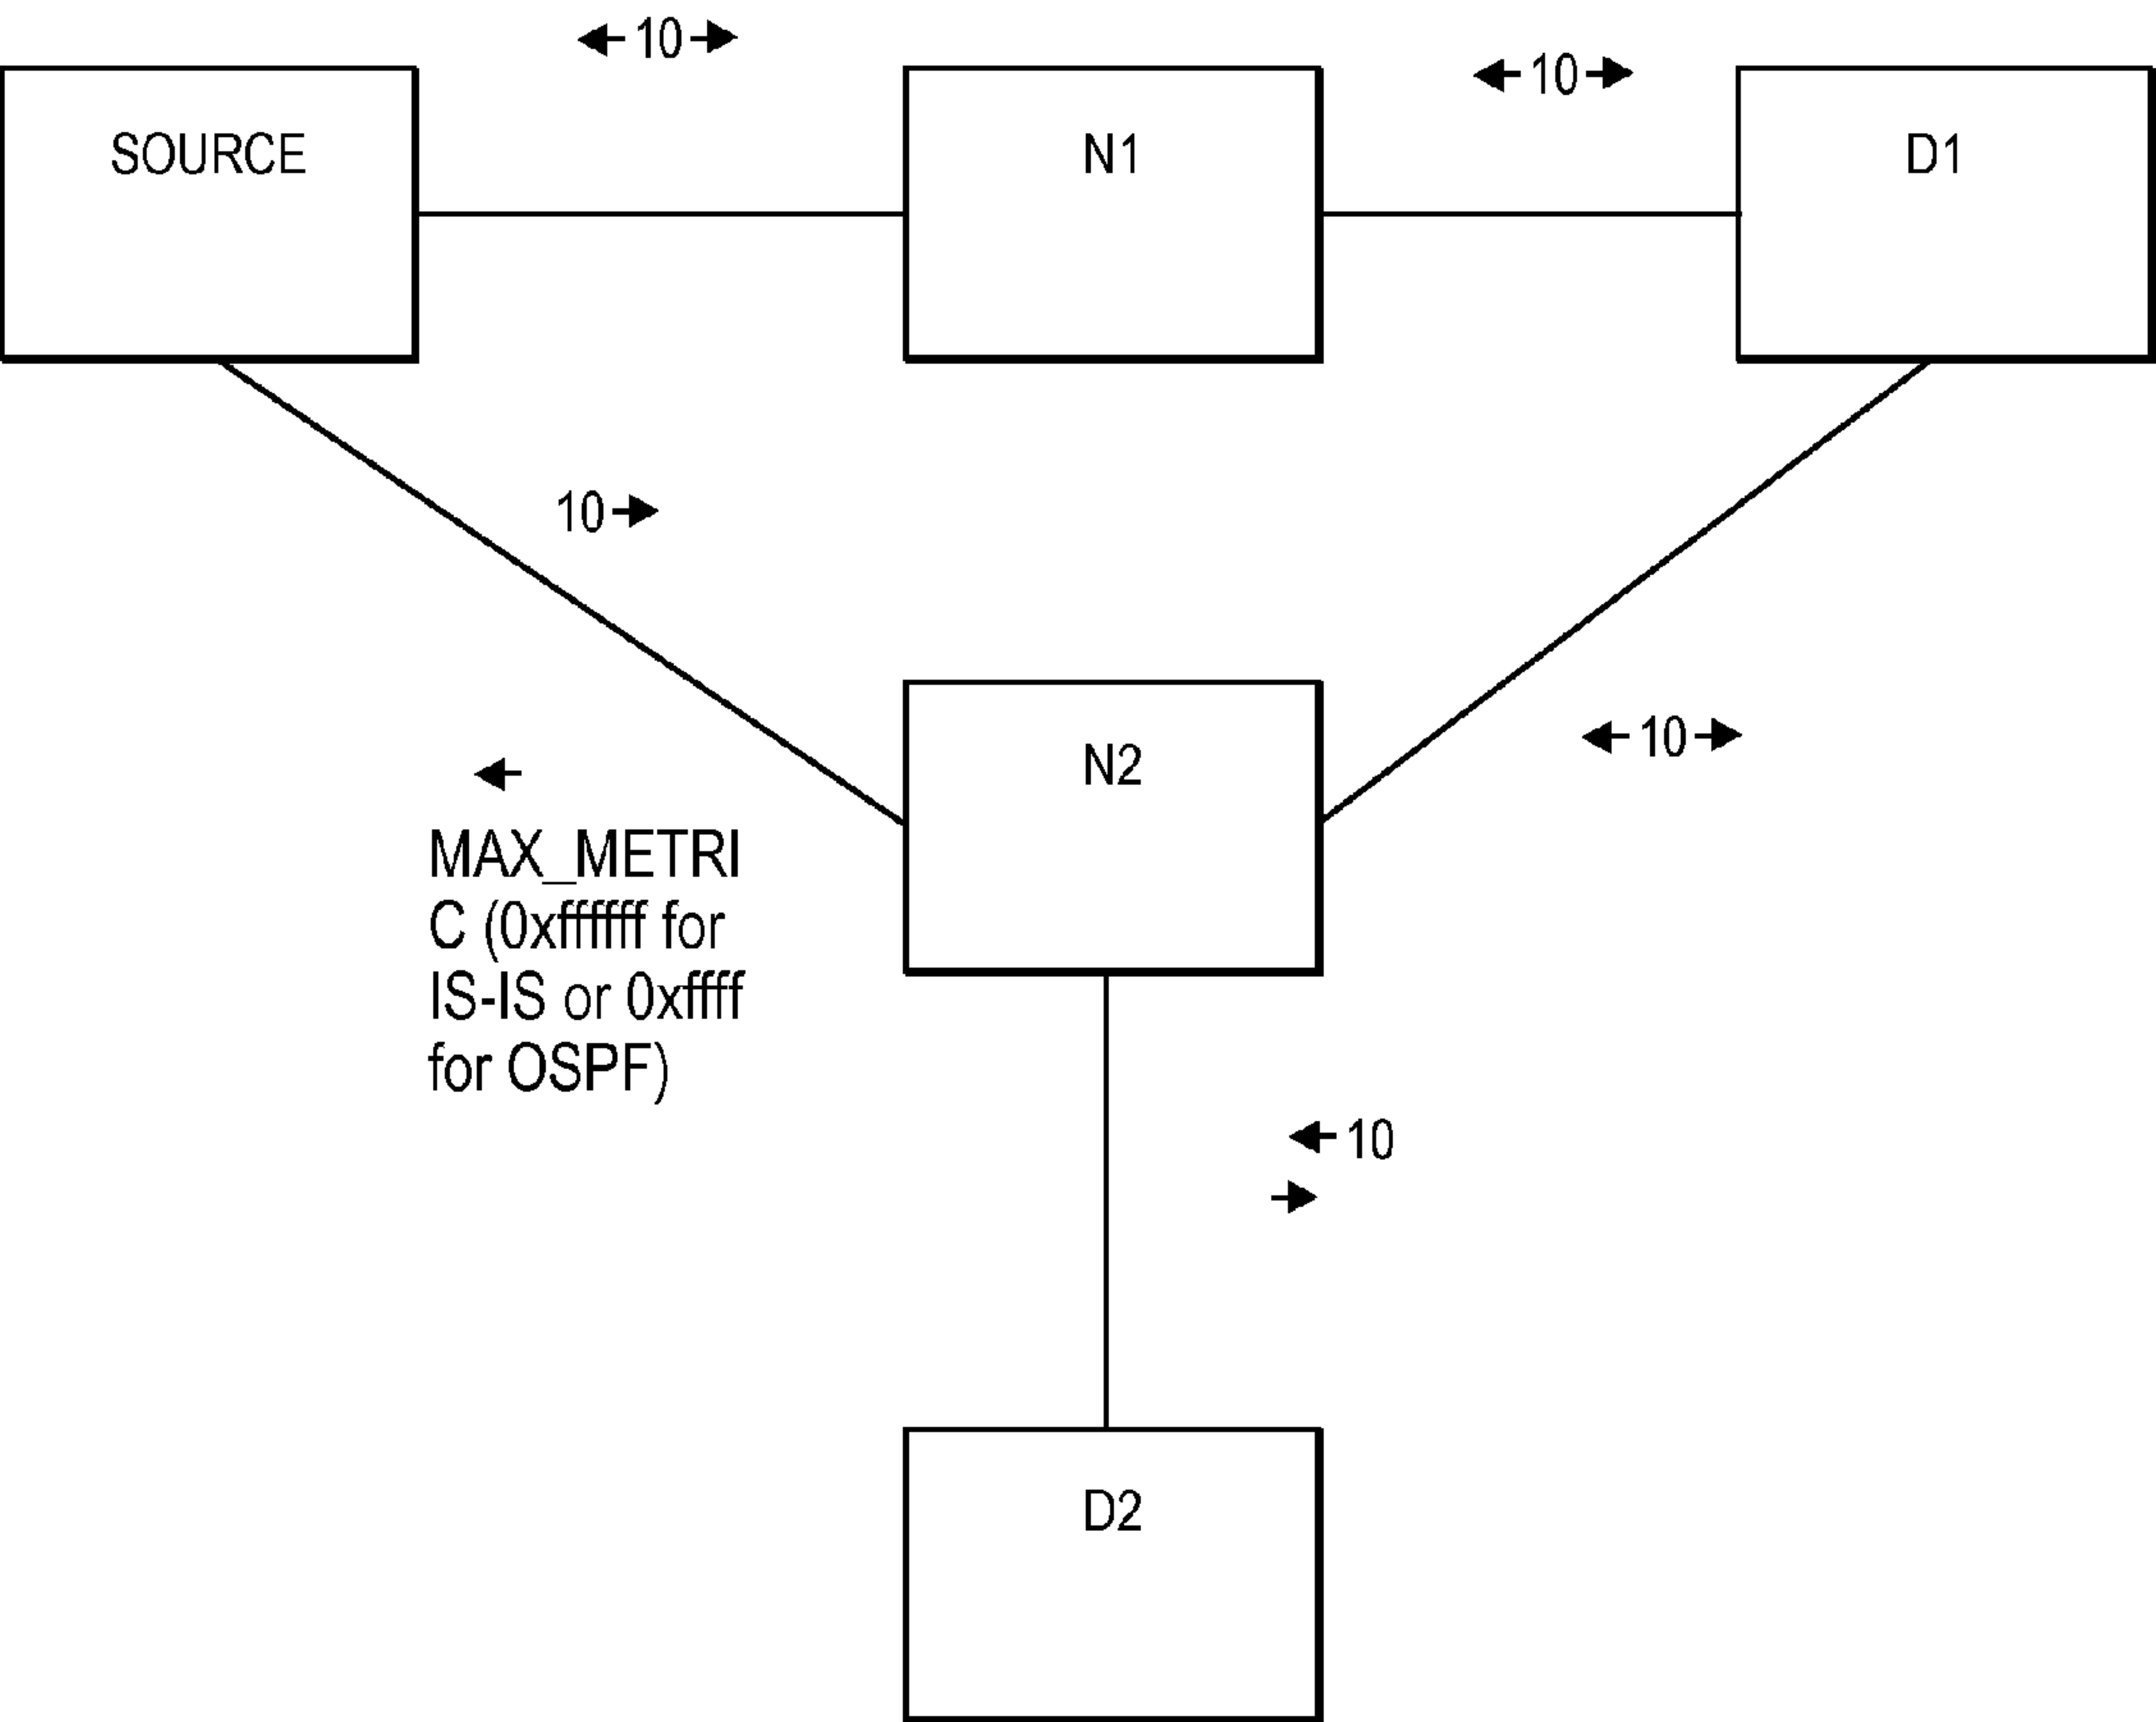 10
10
SOURCE
N1
D1
10
N2
10
MAX_METRI
C (0xffffff for
IS-IS or 0xffff
for OSPF)
10
D2